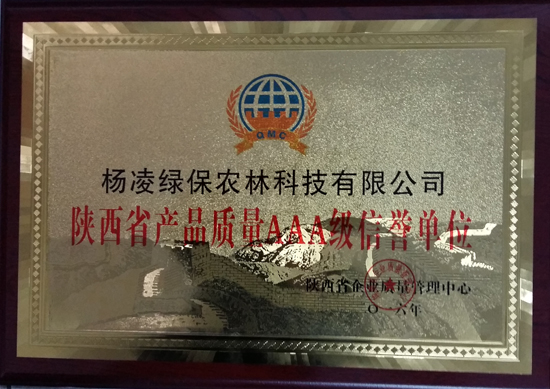 QMC
杨凌绿保农林科技有限公司
陕西省产品质量AAA级信誉单位
陕西省企业质量管理中心
六年